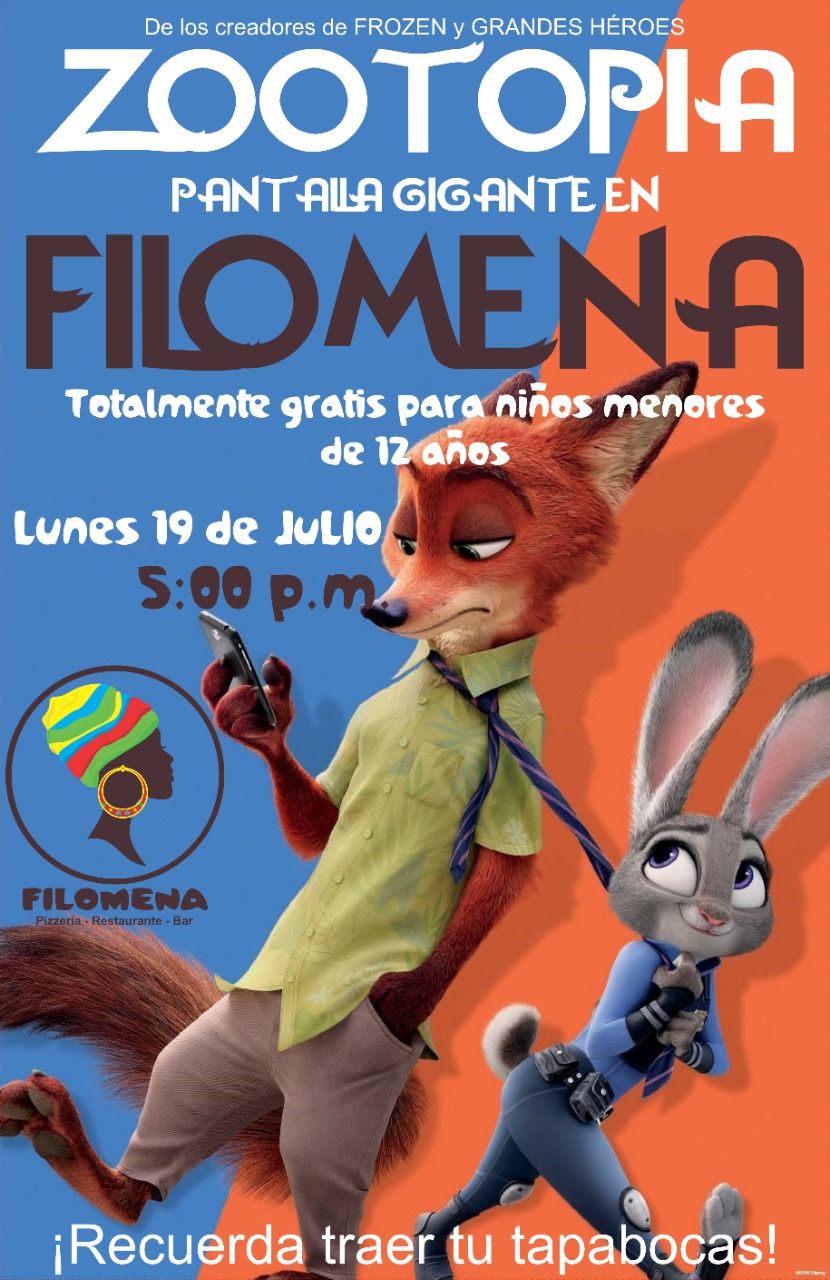 De los creadores de FROZEN y GRANDES HÉROES
ZOOTOPIA
PANTALLA GIGANTE EN
FILOMENA
Totalmente gratis para niños menores
de 12 años
Lunes 19 de JULIO
5:00 p.m.
FILOMENA
Pizzería - Restaurante - Bar
¡Recuerda traer tu tapabocas!